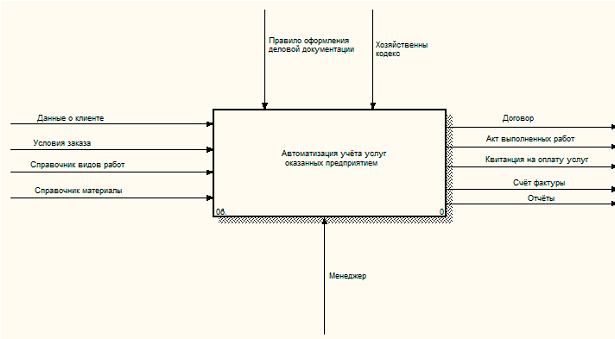 Правило оформления
деловой документации
Хозяйственны
кодекс
Данные о клиенте
Условия заказа
Справочник видов работ
Справочник материалы
Автоматизация учёта услуг
оказанных предприятием
0
Договор
Акт выполненных работ
Квитанция на оплату услуг
Счёт фактуры
Отчёты
Менеджер